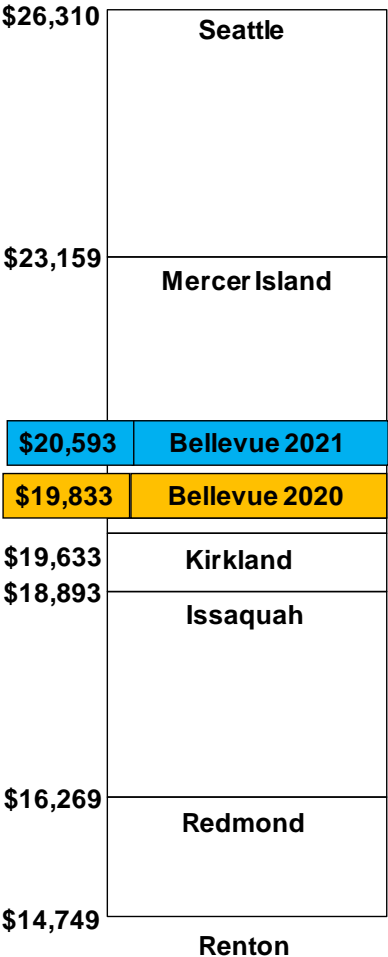 $26,310
Seattle
$23,159
Mercer Island
$20,593 Bellevue 2021
$19,833 Bellevue 2020
$19,633 Kirkland
$18,893
Issaquah
$16,269
Redmond
$14,749
Renton